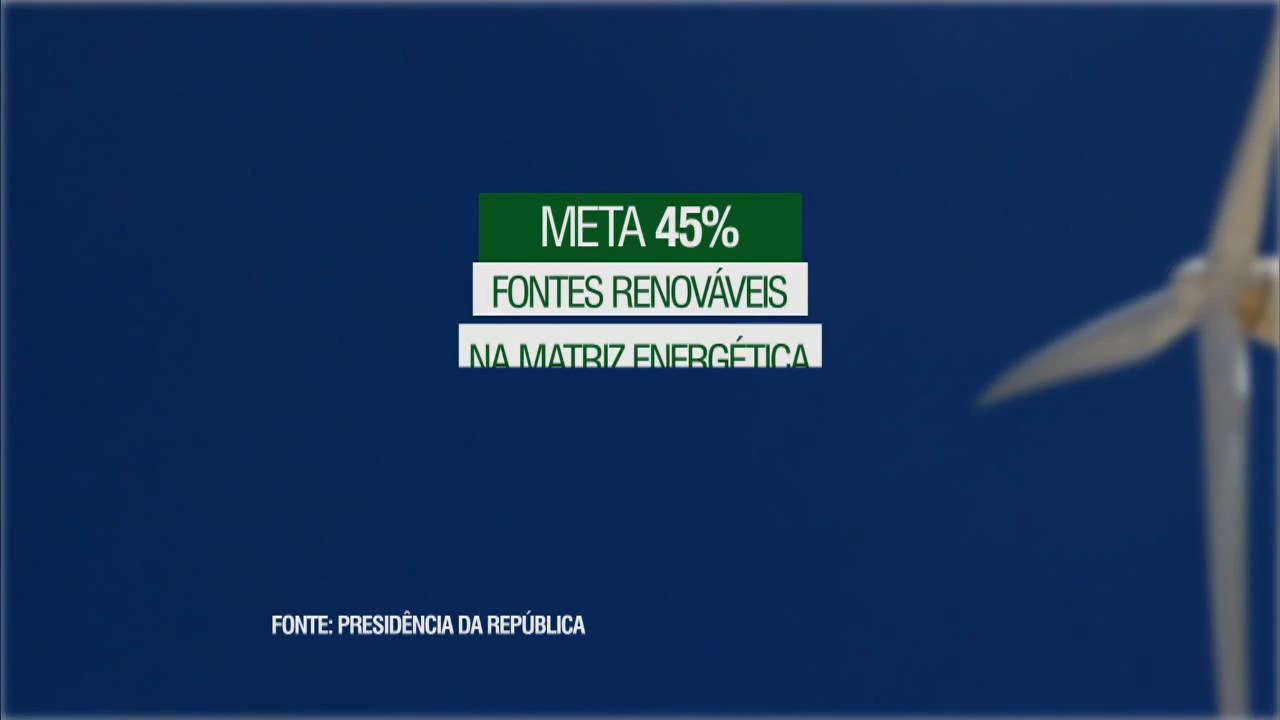 META 45%
FONTES RENOVÁVEIS
NA MATRIZ ENERGÉTICA
FONTE: PRESIDÊNCIA DA REPÚBLICA